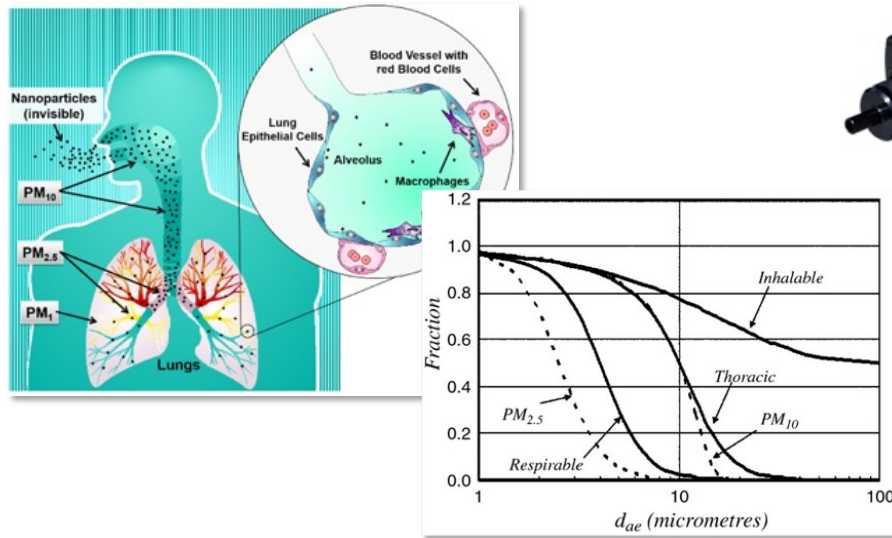 Nanoparticles
(invisible)
PM10
PM2.5
PM1
Lungs
Blood Vessel with
red Blood Cells
Lung
Epithelial Cells
Alveolus
Macrophages
1.2
1.0
0.8
0.6
0.4
0.2
0.0
Fraction
Inhalable
Thoracic
PM2.5
PM10
Respirable
1
10
100
dae (micrometres)